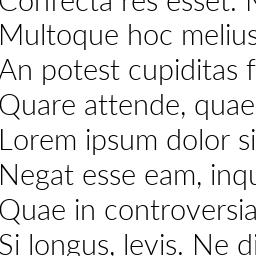 Confecta res esset. N
Multoque hoc melius
An potest cupiditas f
Quare attende, quae
Lorem ipsum dolor si
Negat esse eam, inqu
Quae in controversia
Si longus, levis. Ne di